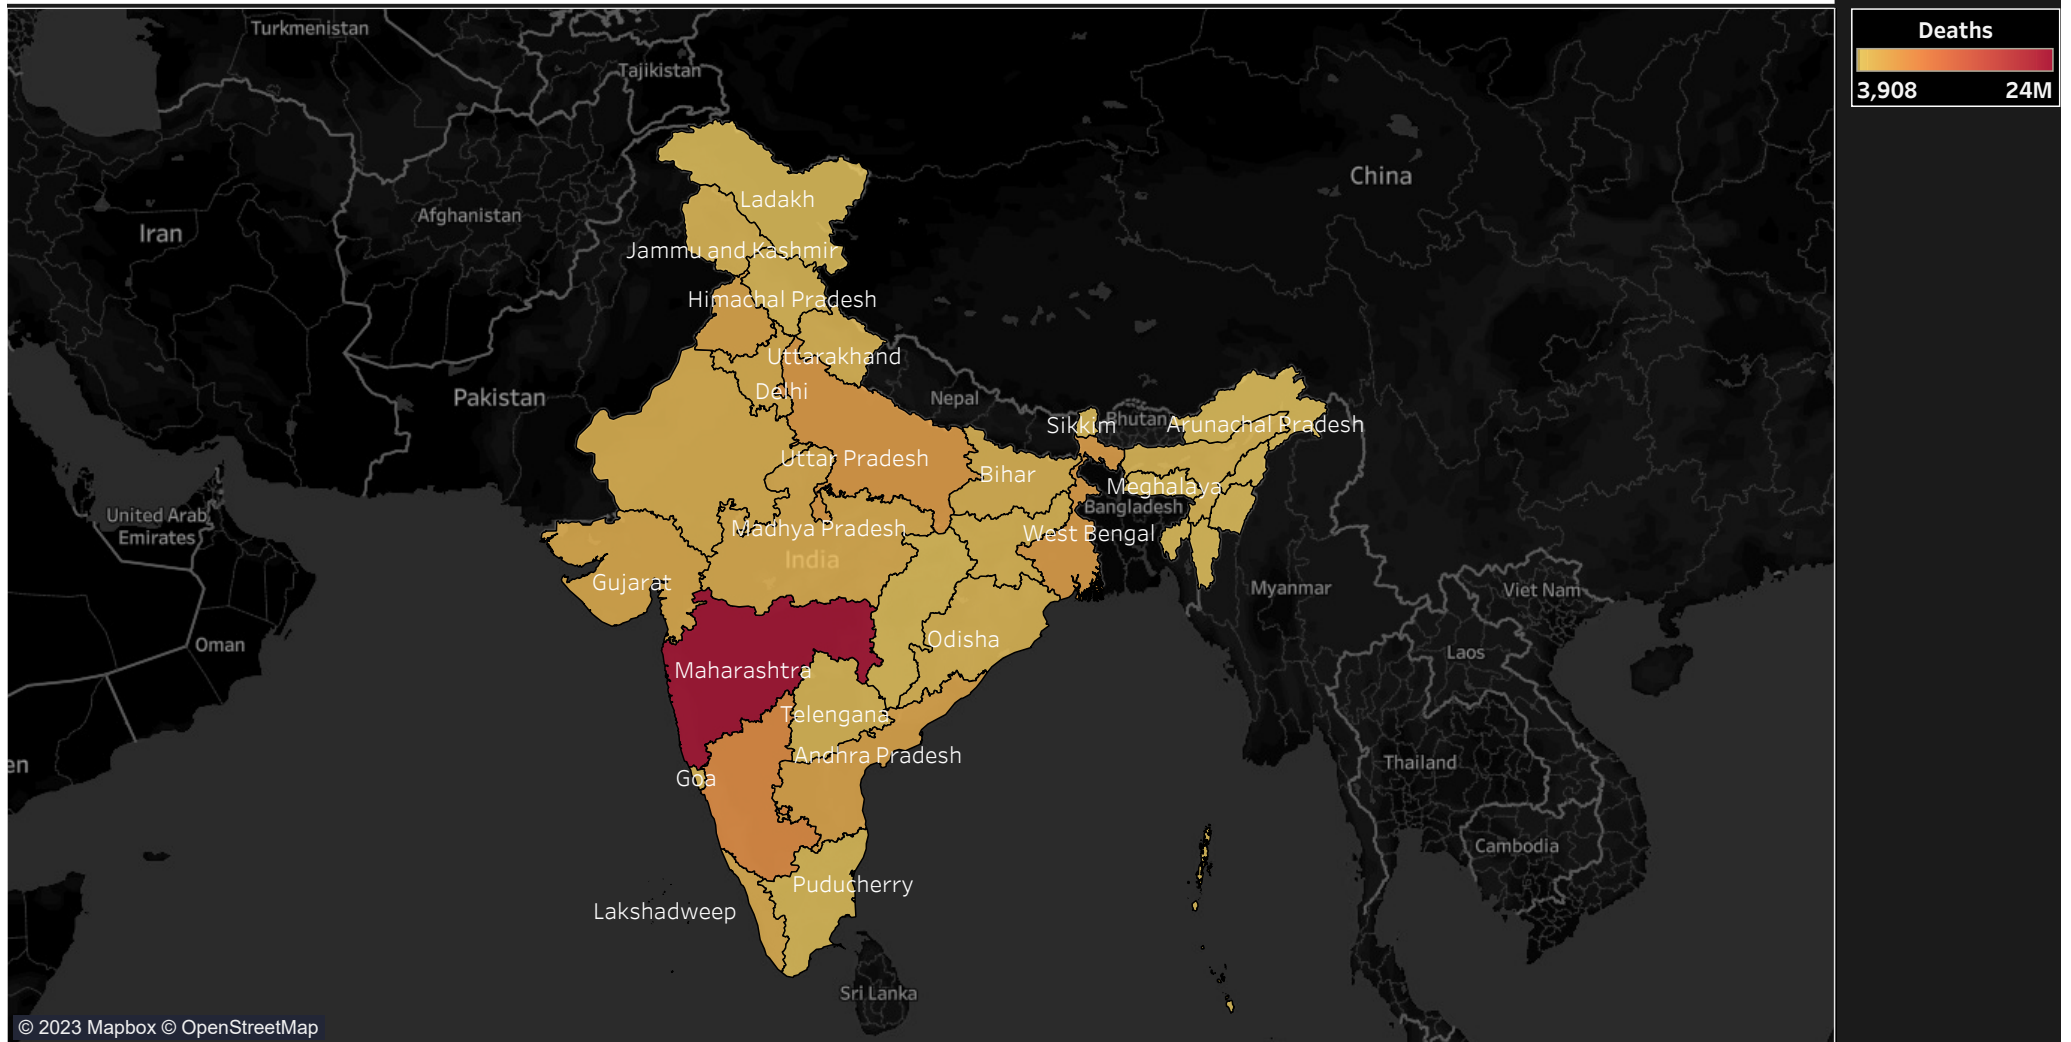 Turkmenistan
Tajikistan
Deaths
3,908
24M
China
Ladakh
Afghanistan
Iran
Jammu and Kashmir
Himachal Pradesh
Uttarakhand
Delhi
Pakistan
Nepal
Sikkim
Bhutan
Arunachal Pradesh
Uttar Pradesh
Bihar
Meghalaya
Bangladesh
United Arab
Emirates
Madhya Pradesh
West Bengal
India
Gujarat
Myanmar
Viet Nam
Oman
Odisha
Laos
Maharashtra
Telengana
Andhra Pradesh
en
Thailand
Goa
Cambodia
Puducherry
Lakshadweep
Sri Lanka
© 2023 Mapbox © OpenStreetMap